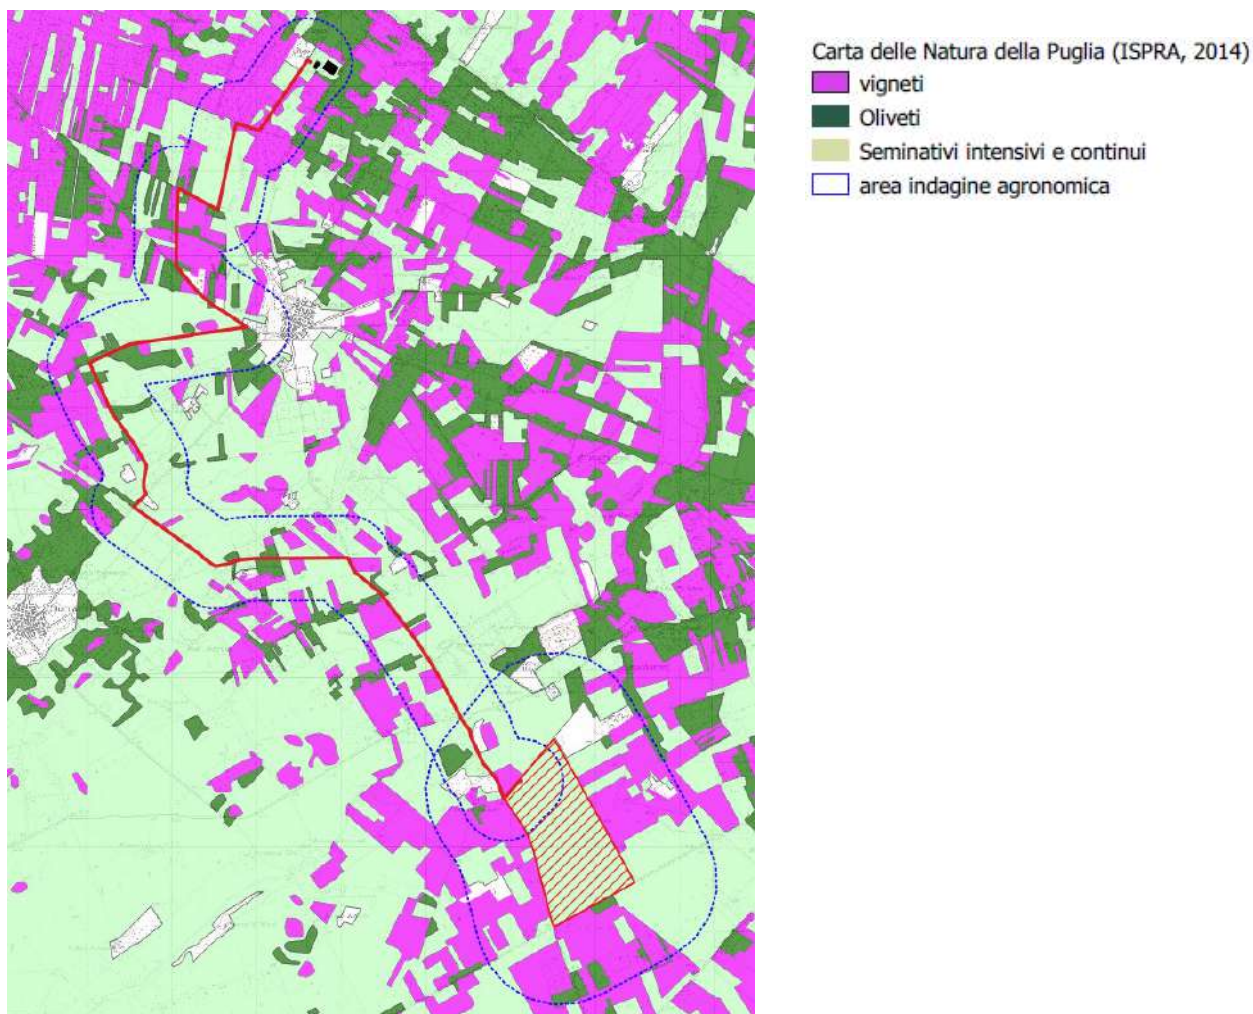 Carta delle Natura della Puglia (ISPRA, 2014)
vigneti
Oliveti
Seminativi intensivi e continui
area indagine agronomica